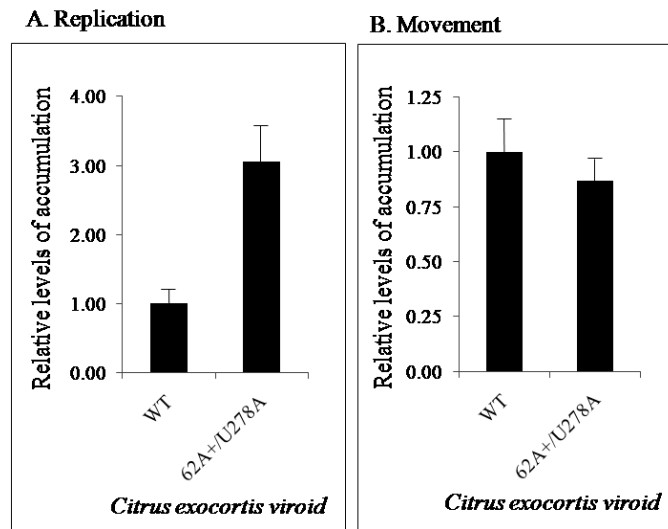 A. Replication
Relative levels of accumulation
4.00
3.00
2.00
1.00
0.00
WT
62A+/U278A
Citrus exocortis viroid
B. Movement
Relative levels of accumulation
1.25
1.00
0.75
0.50
0.25
0.00
WT
62A+/U278A
Citrus exocortis viroid